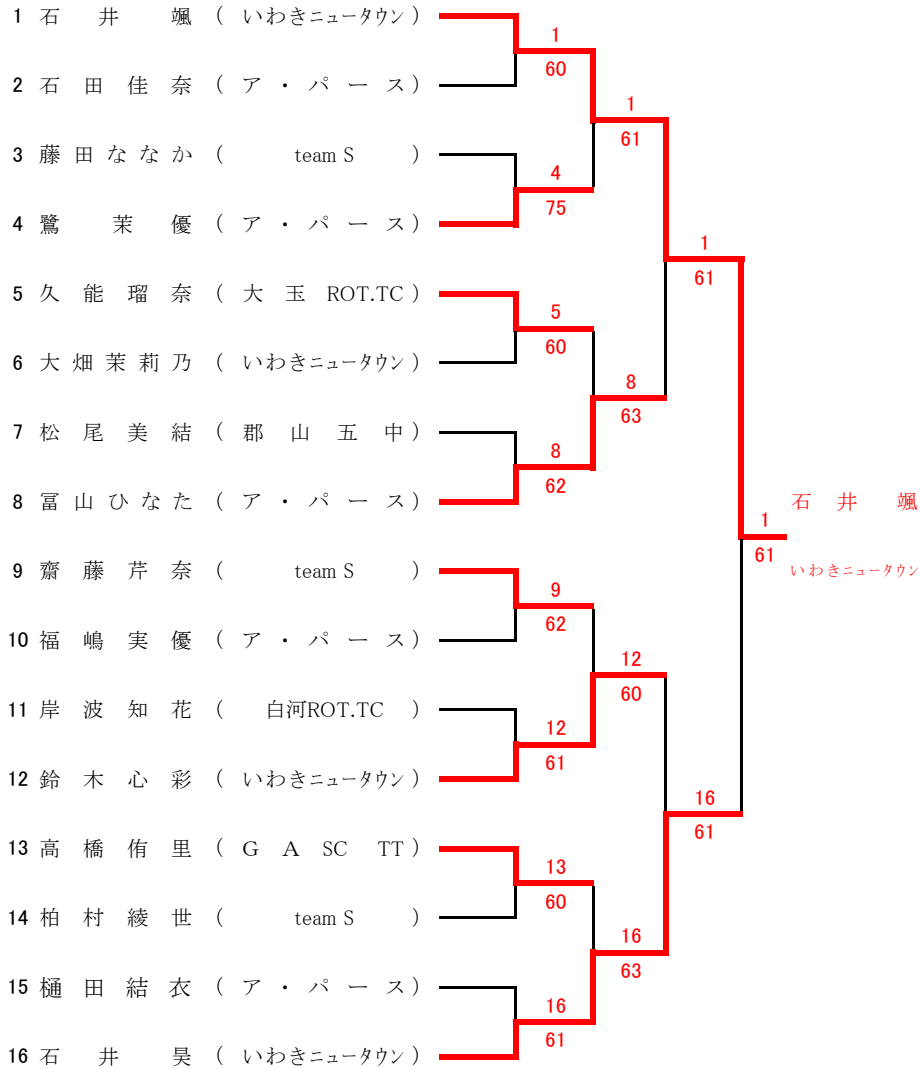 1 石井 颯 ( いわきニュータウン )
1
60
2 石田佳奈 ( ア・パース )
1
61
3 藤田ななか ( team S )
4
75
4 鷺 茉優 ( ア・パース )
1
61
5 久能瑠奈 ( 大玉 ROT.TC )
5
60
6 大畑茉莉乃 ( いわきニュータウン )
8
63
7 松尾美結 ( 郡山五中 )
8
62
8 冨山ひなた ( ア・パース )
石井 颯
1
61
いわきニュータウン
9 齋藤芹奈 ( team S )
9
62
10 福嶋実優 ( ア・パース )
12
60
11 岸波知花 ( 白河ROT.TC )
12
61
12 鈴木心彩 ( いわきニュータウン )
16
61
13 高橋侑里 ( G A SC TT )
13
60
14 柏村綾世 ( team S )
16
63
15 樋田結衣 ( ア・パース )
16
61
16 石井 昊 ( いわきニュータウン )